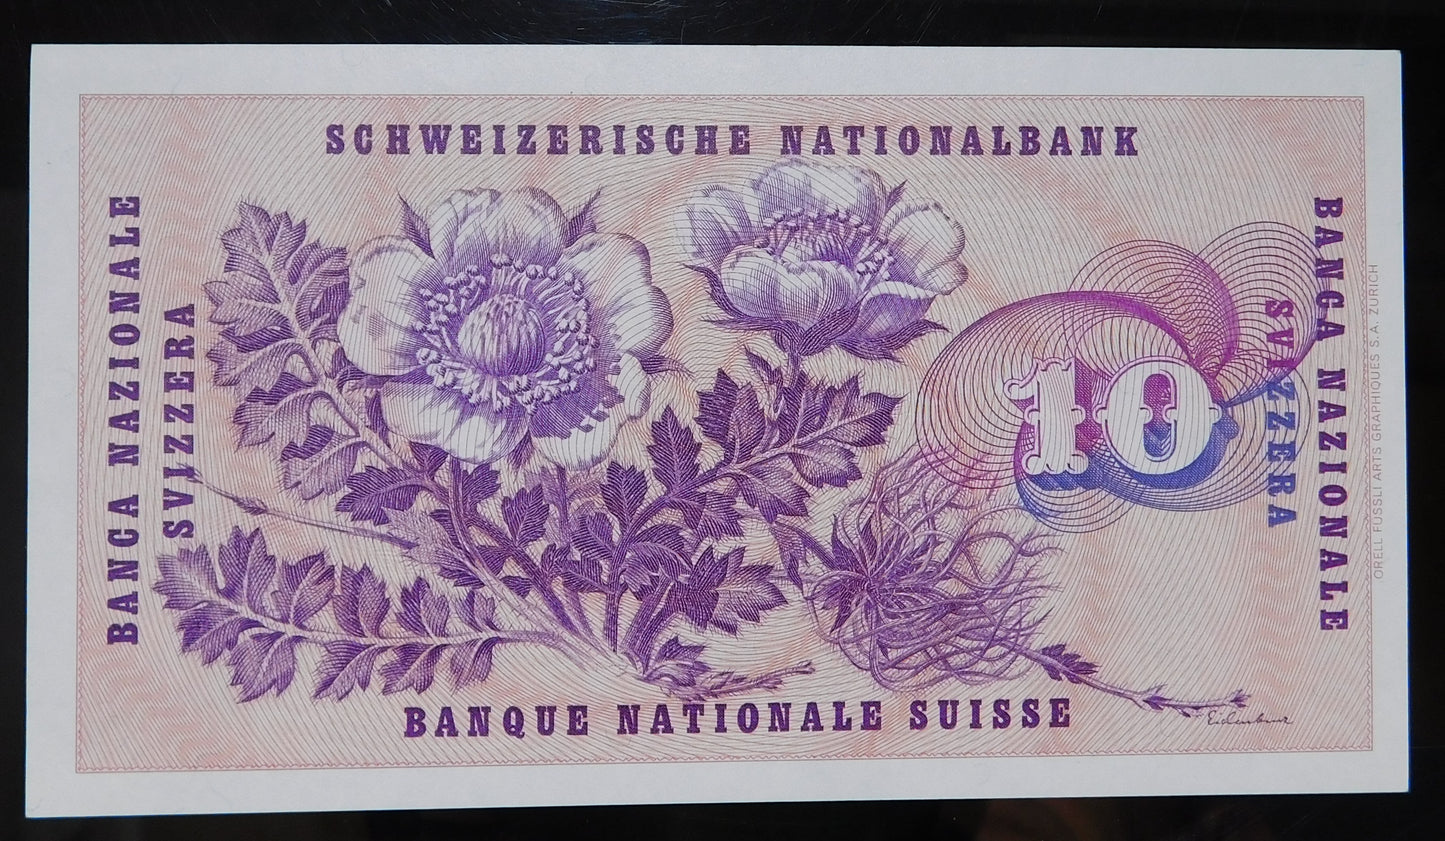 SCHWEIZERISCHE NATIONALBANK
BANCA NAZIONALE
SVIZZERA
10
BANCA NAZIONALE
SVIZZERA
ORELL FÜSSLI ARTS GRAPHIQUES S.A. ZURICH
BANQUE NATIONALE SUISSE